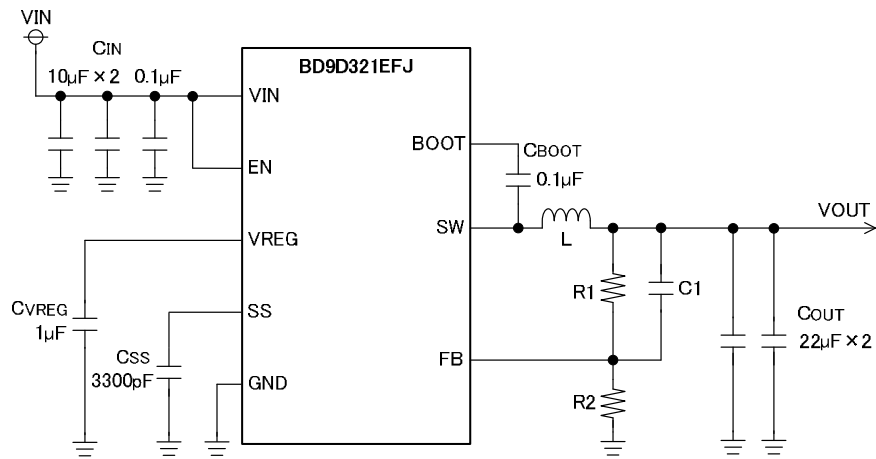 VIN
CIN
10μF × 2 0.1μF
BD9D321EFJ
VIN
BOOT
CBOOT
0.1μF
EN
SW
L
VOUT
VREG
R1
C1
CVREG
1μF
SS
COUT
22μF × 2
CSS
3300pF
FB
GND
R2